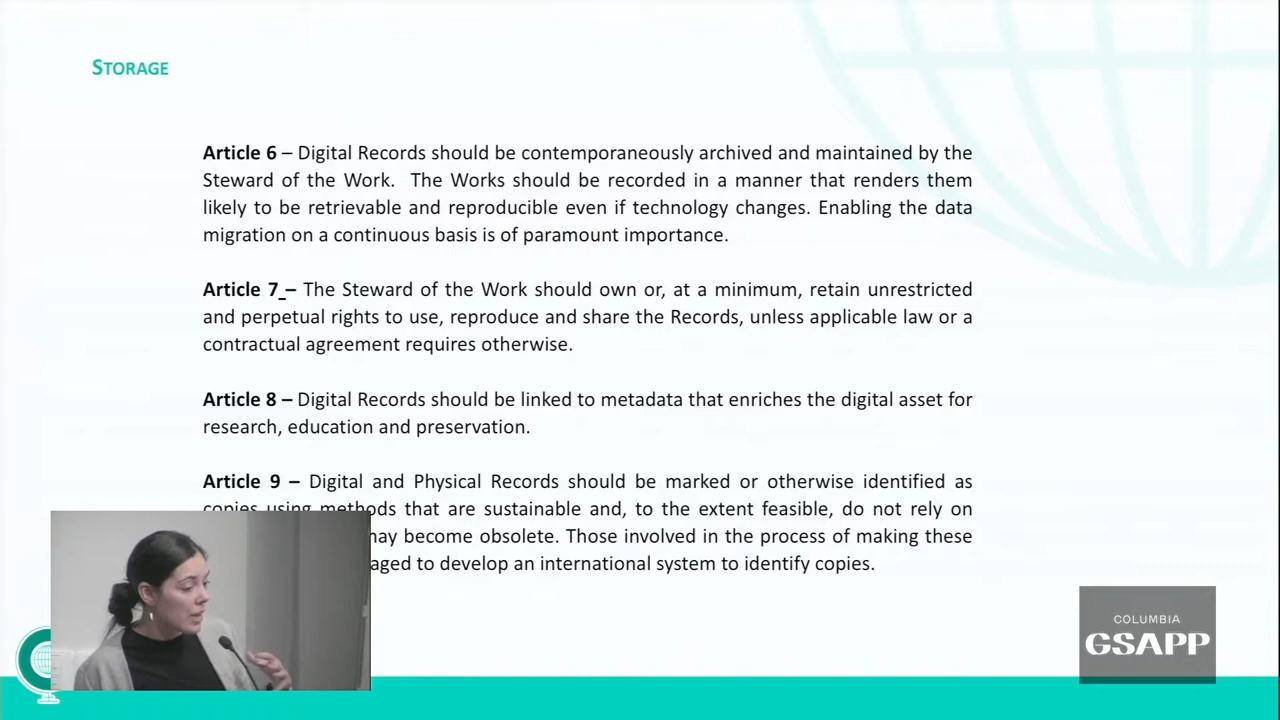 STORAGE
Article 6 – Digital Records should be contemporaneously archived and maintained by the
Steward of the Work. The Works should be recorded in a manner that renders them
likely to be retrievable and reproducible even if technology changes. Enabling the data
migration on a continuous basis is of paramount importance.
Article 7 – The Steward of the Work should own or, at a minimum, retain unrestricted
and perpetual rights to use, reproduce and share the Records, unless applicable law or a
contractual agreement requires otherwise.
Article 8 – Digital Records should be linked to metadata that enriches the digital asset for
research, education and preservation.
Article 9 – Digital and Physical Records should be marked or otherwise identified as
copies using methods that are sustainable and, to the extent feasible, do not rely on
may become obsolete. Those involved in the process of making these
aged to develop an international system to identify copies.
COLUMBIA
GSAPP